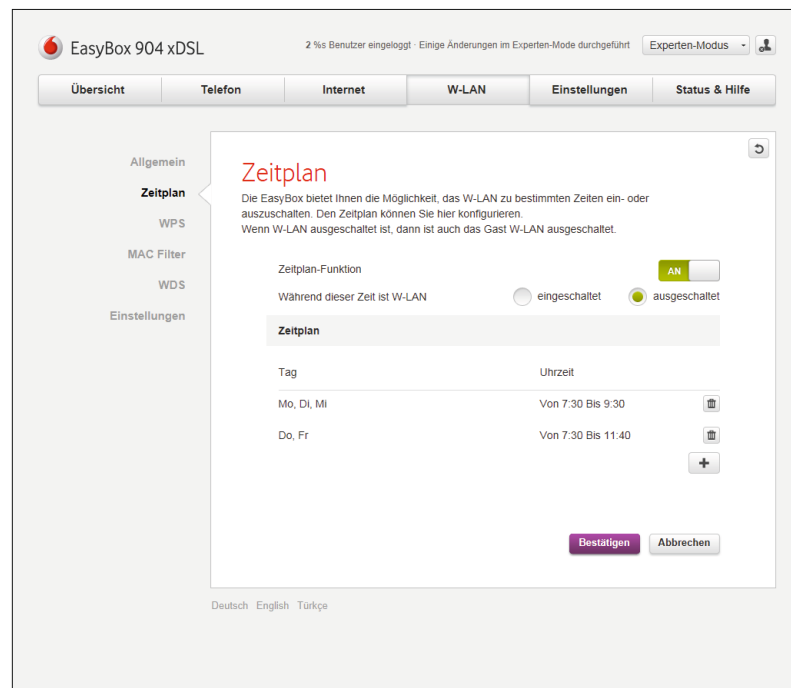 EasyBox 904 xDSL
2 %s Benutzer eingeloggt · Einige Änderungen im Experten-Mode durchgeführt
Experten-Modus
Übersicht Telefon Internet W-LAN Einstellungen Status & Hilfe
Allgemein
Zeitplan
WPS
MAC Filter
WDS
Einstellungen
Zeitplan
Die EasyBox bietet Ihnen die Möglichkeit, das W-LAN zu bestimmten Zeiten ein- oder
auszuschalten. Den Zeitplan können Sie hier konfigurieren.
Wenn W-LAN ausgeschaltet ist, dann ist auch das Gast W-LAN ausgeschaltet.
Zeitplan-Funktion AN
Während dieser Zeit ist W-LAN eingeschaltet ausgeschaltet
Zeitplan
Tag Uhrzeit
Mo, Di, Mi Von 7:30 Bis 9:30
Do, Fr Von 7:30 Bis 11:40
Bestätigen Abbrechen
Deutsch English Türkçe